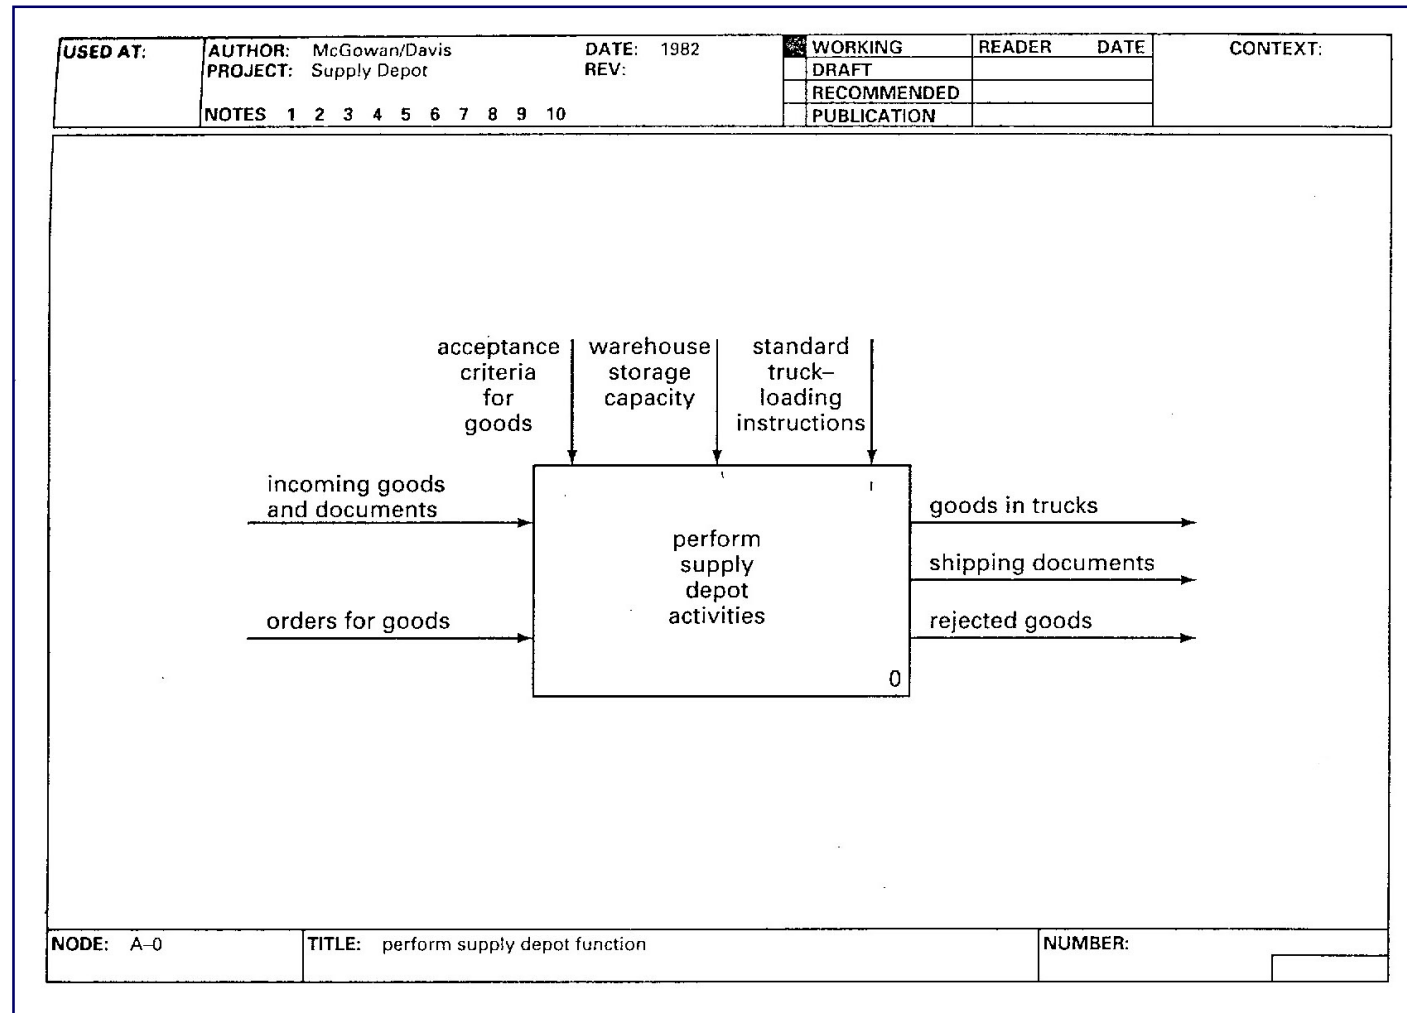 USED AT:
AUTHOR: McGowan/Davis
DATE: 1982
PROJECT: Supply Depot
REV:
NOTES 1 2 3 4 5 6 7 8 9 10
WORKING
DRAFT
RECOMMENDED
PUBLICATION
READER DATE
CONTEXT:
acceptance
criteria
for
goods
warehouse
storage
capacity
standard
truck–
loading
instructions
incoming goods
and documents
orders for goods
perform
supply
depot
activities
0
goods in trucks
shipping documents
rejected goods
NODE: A–0
TITLE: perform supply depot function
NUMBER: